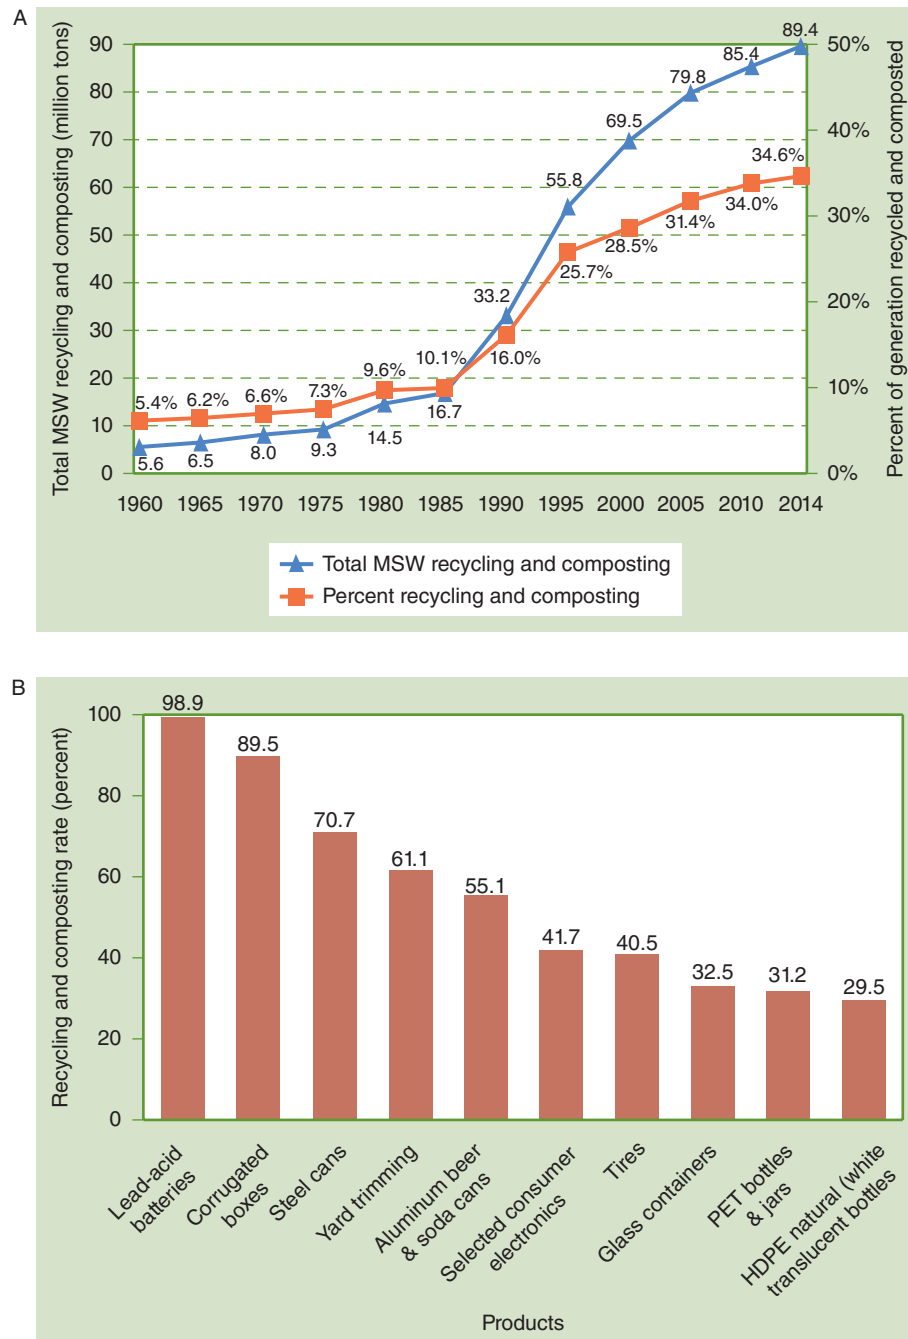 A
Total MSW recycling and composting (million tons)
Percent of generation recycled and composted
90
80
70
60
50
40
30
20
10
0
50%
40%
30%
20%
10%
0%
89.4
85.4
79.8
69.5
55.8
33.2
16.7
14.5
9.3
8.0
6.5
5.6
5.4%
6.2%
6.6%
7.3%
9.6%
10.1%
16.0%
25.7%
28.5%
31.4%
34.0%
34.6%
1960 1965 1970 1975 1980 1985 1990 1995 2000 2005 2010 2014
Total MSW recycling and composting
Percent recycling and composting
B
Recycling and composting rate (percent)
100
80
60
40
20
0
98.9
89.5
70.7
61.1
55.1
41.7
40.5
32.5
31.2
29.5
Lead-acid
batteries
Corrugated
boxes
Steel cans
Yard trimming
Aluminum beer
& soda cans
Selected consumer
electronics
Tires
Glass containers
PET bottles
& jars
HDPE natural (white
translucent bottles
Products